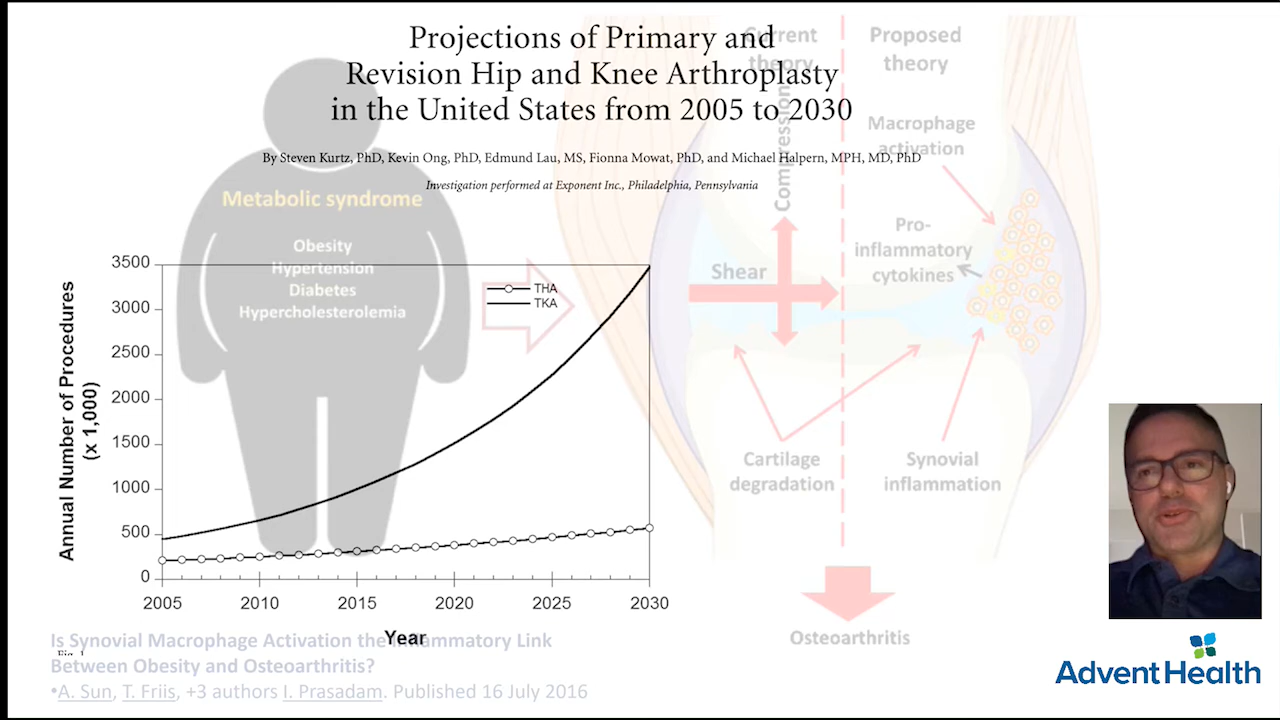 Projections of Primary and
Revision Hip and Knee Arthroplasty
in the United States from 2005 to 2030
By Steven Kurtz, PhD, Kevin Ong, PhD, Edmund Lau, MS, Fionna Mowat, PhD, and Michael Halpern, MPH, MD, PhD
Investigation performed at Exponent Inc., Philadelphia, Pennsylvania
Metabolic syndrome
Obesity
Hypertension
Diabetes
Hypercholesterolemia
Annual Number of Procedures
(x 1,000)
3500
3000
2500
2000
1500
1000
500
0
THA
TKA
2005 2010 2015 2020 2025 2030
Year
Current
theory
Proposed
theory
Compression
Shear
Macrophage
activation
Pro-
inflammatory
cytokines
Cartilage
degradation
Synovial
inflammation
Osteoarthritis
Is Synovial Macrophage Activation the Inflammatory Link
Between Obesity and Osteoarthritis?
•A. Sun, T. Friis, +3 authors I. Prasadam. Published 16 July 2016
AdventHealth